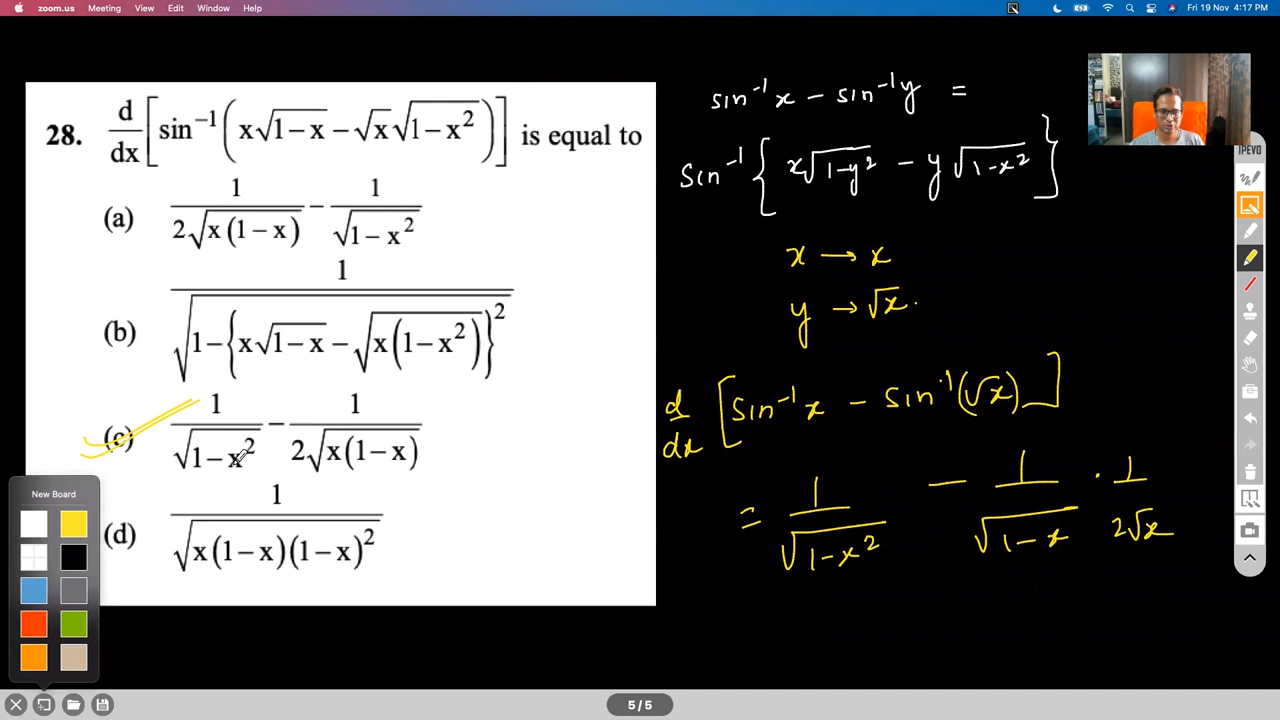 zoom.us Meeting View Edit Window Help Fri 19 Nov 4:17 PM
28. d/dx [sin⁻¹(x√(1−x) − √x√(1−x²))] is equal to
(a) 1/(2√(x(1−x))) − 1/√(1−x²)
(b) 1/√(1−{x√(1−x) − √(x(1−x²))}²)
(c) 1/√(1−x²) − 1/(2√(x(1−x)))
(d) 1/√(x(1−x)(1−x)²)
sin⁻¹x − sin⁻¹y =
sin⁻¹{x√(1−y²) − y√(1−x²)}
x → x
y → √x.
d/dx [sin⁻¹x − sin⁻¹(√x)]
= 1/√(1−x²) − 1/√(1−x) · 1/(2√x)
IPEVO
New Board
5/5